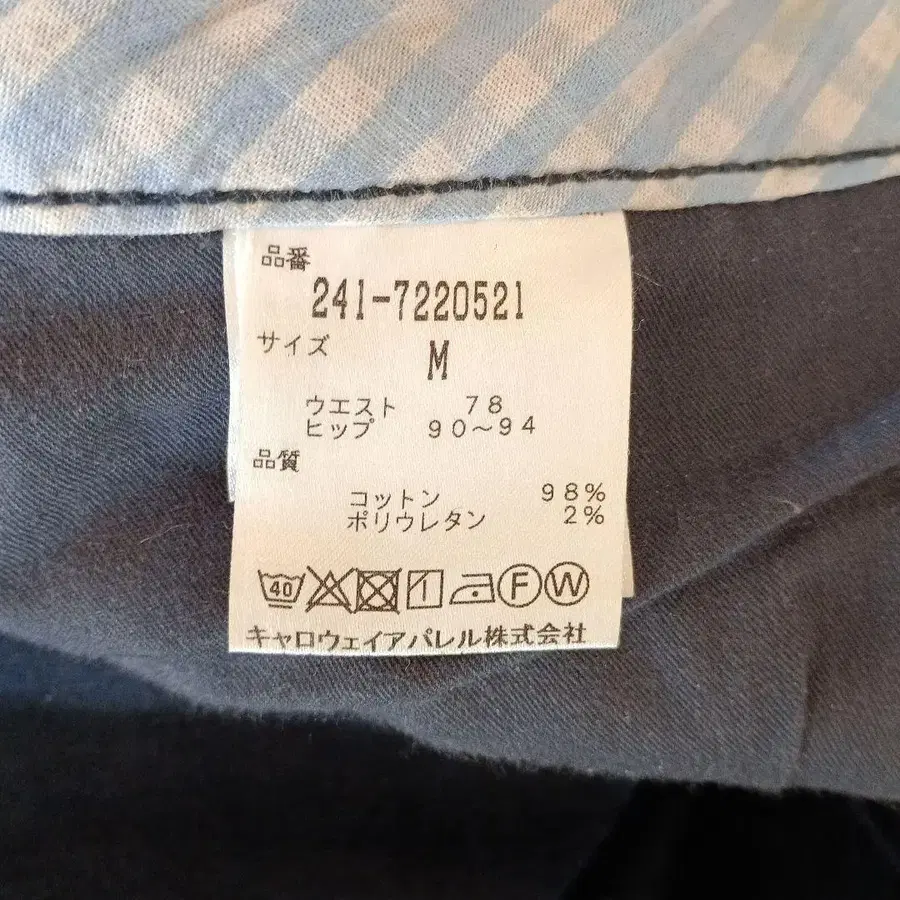 品番
241-7220521
サイズ
M
ウエスト 78
ヒップ 90〜94
品質
コットン 98%
ポリウレタン 2%
40 F W
キャロウェイアパレル株式会社